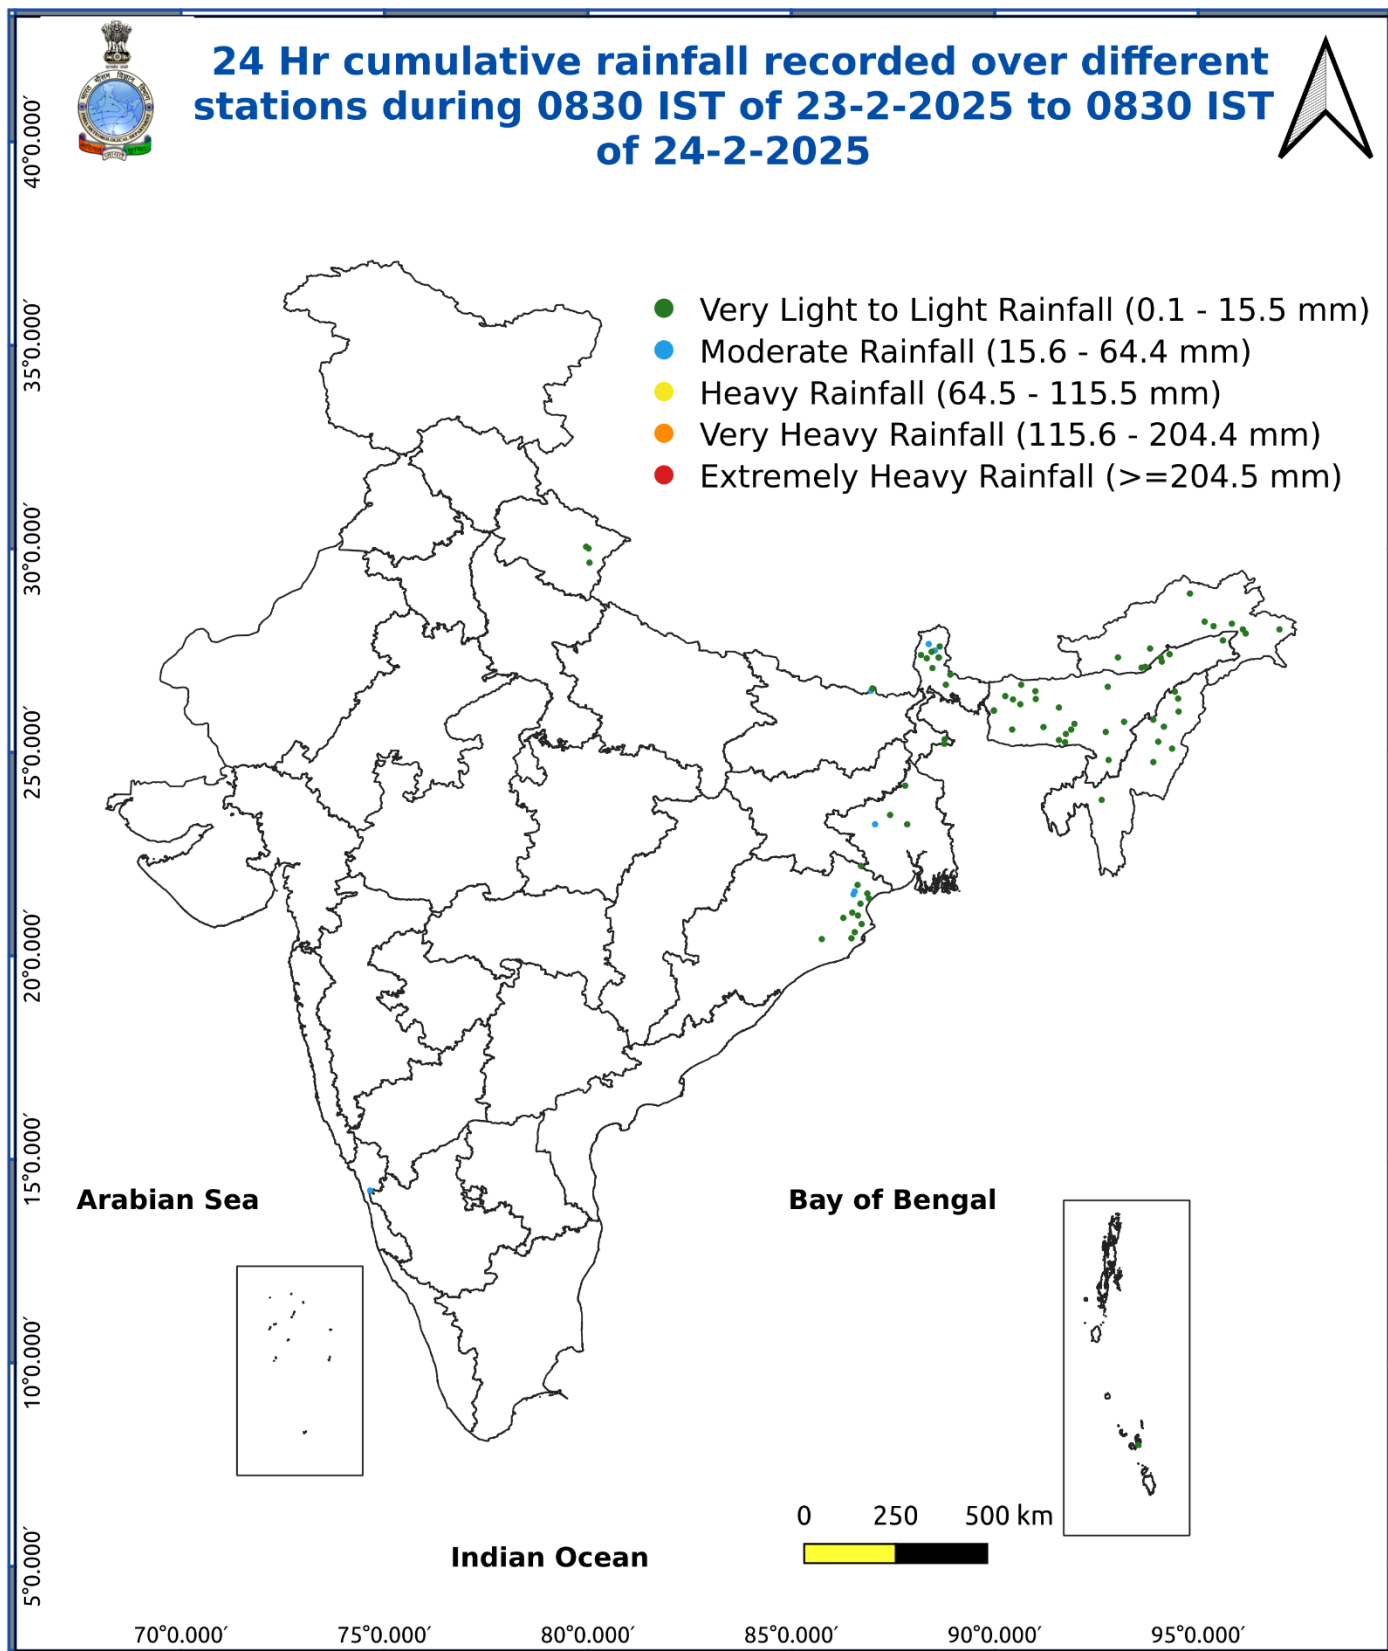 24 Hr cumulative rainfall recorded over different
stations during 0830 IST of 23-2-2025 to 0830 IST
of 24-2-2025
Very Light to Light Rainfall (0.1 - 15.5 mm)
Moderate Rainfall (15.6 - 64.4 mm)
Heavy Rainfall (64.5 - 115.5 mm)
Very Heavy Rainfall (115.6 - 204.4 mm)
Extremely Heavy Rainfall (>=204.5 mm)
40°0.000′
35°0.000′
30°0.000′
25°0.000′
20°0.000′
15°0.000′
10°0.000′
5°0.000′
Arabian Sea
Bay of Bengal
Indian Ocean
0 250 500 km
70°0.000′ 75°0.000′ 80°0.000′ 85°0.000′ 90°0.000′ 95°0.000′